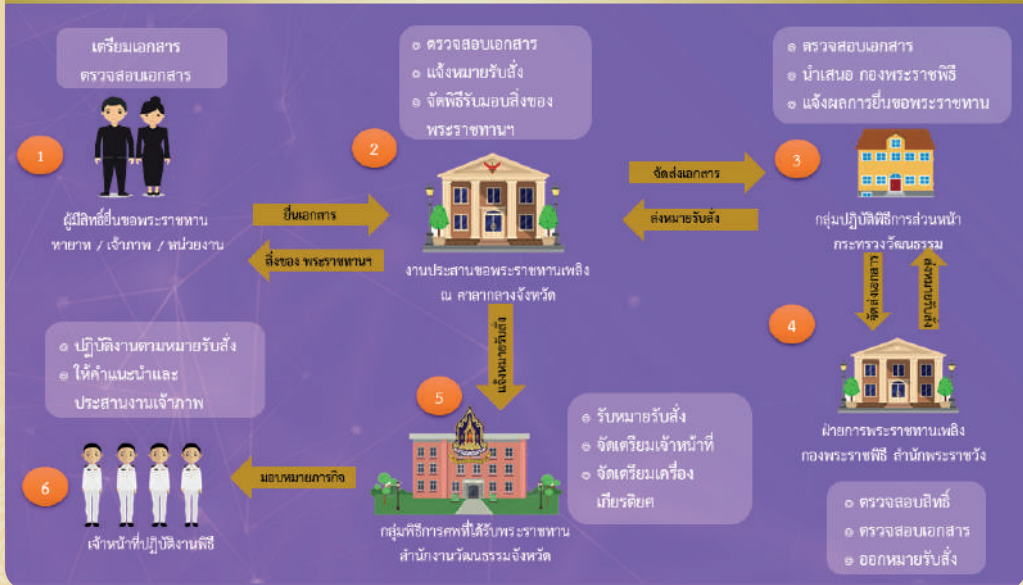 เตรียมเอกสาร
ตรวจสอบเอกสาร
1
ผู้มีสิทธิ์ยื่นขอพระราชทาน
ทายาท / เจ้าภาพ / หน่วยงาน
ยื่นเอกสาร
สิ่งของ พระราชทานฯ
๏ ตรวจสอบเอกสาร
๏ แจ้งหมายรับสั่ง
๏ จัดพิธีรับมอบสิ่งของ
พระราชทานฯ
2
งานประสานขอพระราชทานเพลิง
ณ ศาลากลางจังหวัด
จัดส่งเอกสาร
ส่งหมายรับสั่ง
๏ ตรวจสอบเอกสาร
๏ นำเสนอ กองพระราชพิธี
๏ แจ้งผลการยื่นขอพระราชทาน
3
กลุ่มปฏิบัติพิธีการส่วนหน้า
กระทรวงวัฒนธรรม
จัดส่งเอกสาร
ส่งหมายรับสั่ง
4
ฝ่ายการพระราชทานเพลิง
กองพระราชพิธี สำนักพระราชวัง
๏ ตรวจสอบสิทธิ์
๏ ตรวจสอบเอกสาร
๏ ออกหมายรับสั่ง
แจ้งหมายรับสั่ง
5
กลุ่มพิธีการศพที่ได้รับพระราชทาน
สำนักงานวัฒนธรรมจังหวัด
๏ รับหมายรับสั่ง
๏ จัดเตรียมเจ้าหน้าที่
๏ จัดเตรียมเครื่อง
เกียรติยศ
มอบหมายภารกิจ
๏ ปฏิบัติงานตามหมายรับสั่ง
๏ ให้คำแนะนำและ
ประสานงานเจ้าภาพ
6
เจ้าหน้าที่ปฏิบัติงานพิธี